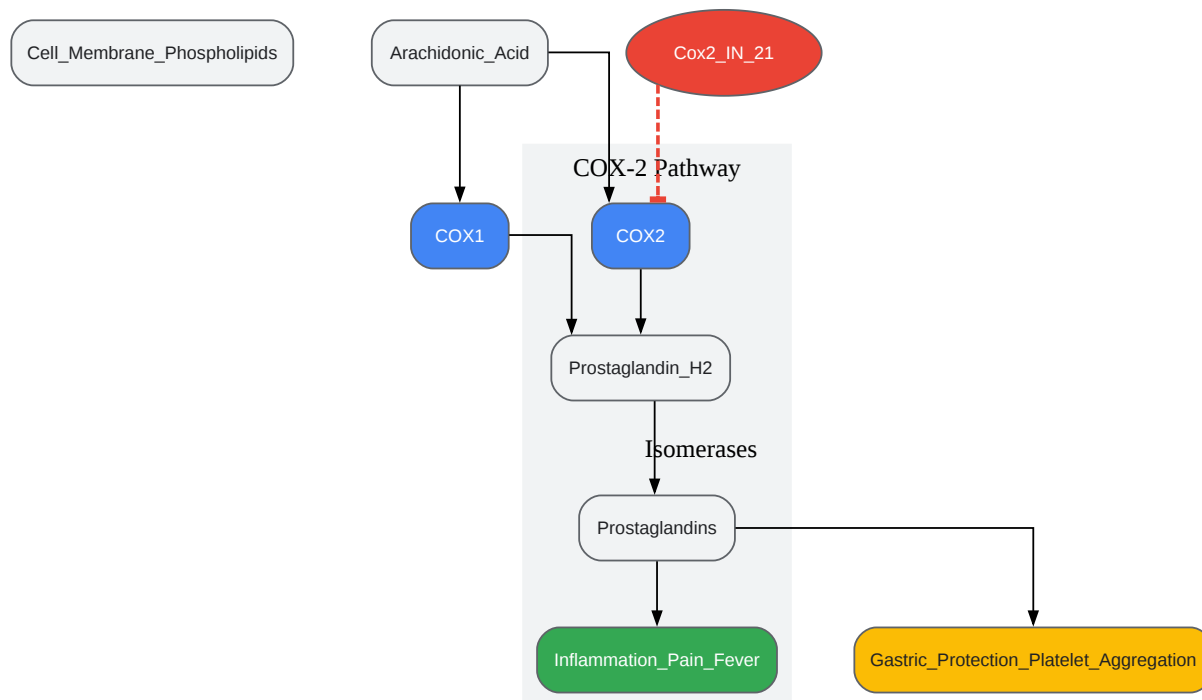 Cell_Membrane_Phospholipids
Arachidonic_Acid
Cox2_IN_21
COX-2 Pathway
COX1
COX2
Prostaglandin_H2
Isomerases
Prostaglandins
Inflammation_Pain_Fever
Gastric_Protection_Platelet_Aggregation